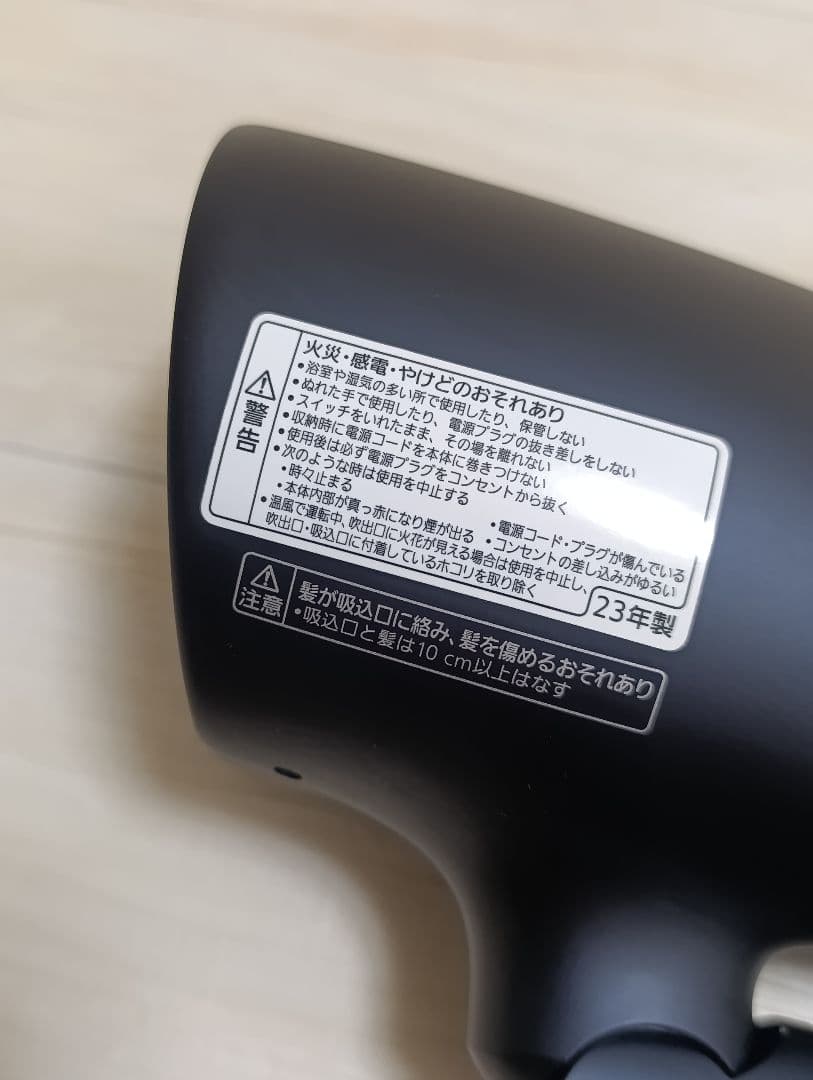 警告
火災・感電・やけどのおそれあり
•浴室や湿気の多い所で使用したり、保管しない
•ぬれた手で使用したり、電源プラグの抜き差しをしない
•スイッチをいれたまま、その場を離れない
•収納時に電源コードを本体に巻きつけない
•使用後は必ず電源プラグをコンセントから抜く
•次のような時は使用を中止する
•時々止まる •電源コード・プラグが傷んでいる
•本体内部が真っ赤になり煙が出る •コンセントの差し込みがゆるい
•温風で運転中、吹出口に火花が見える場合は使用を中止し、
吹出口・吸込口に付着しているホコリを取り除く
23年製
注意
髪が吸込口に絡み、髪を傷めるおそれあり
•吸込口と髪は10 cm以上はなす